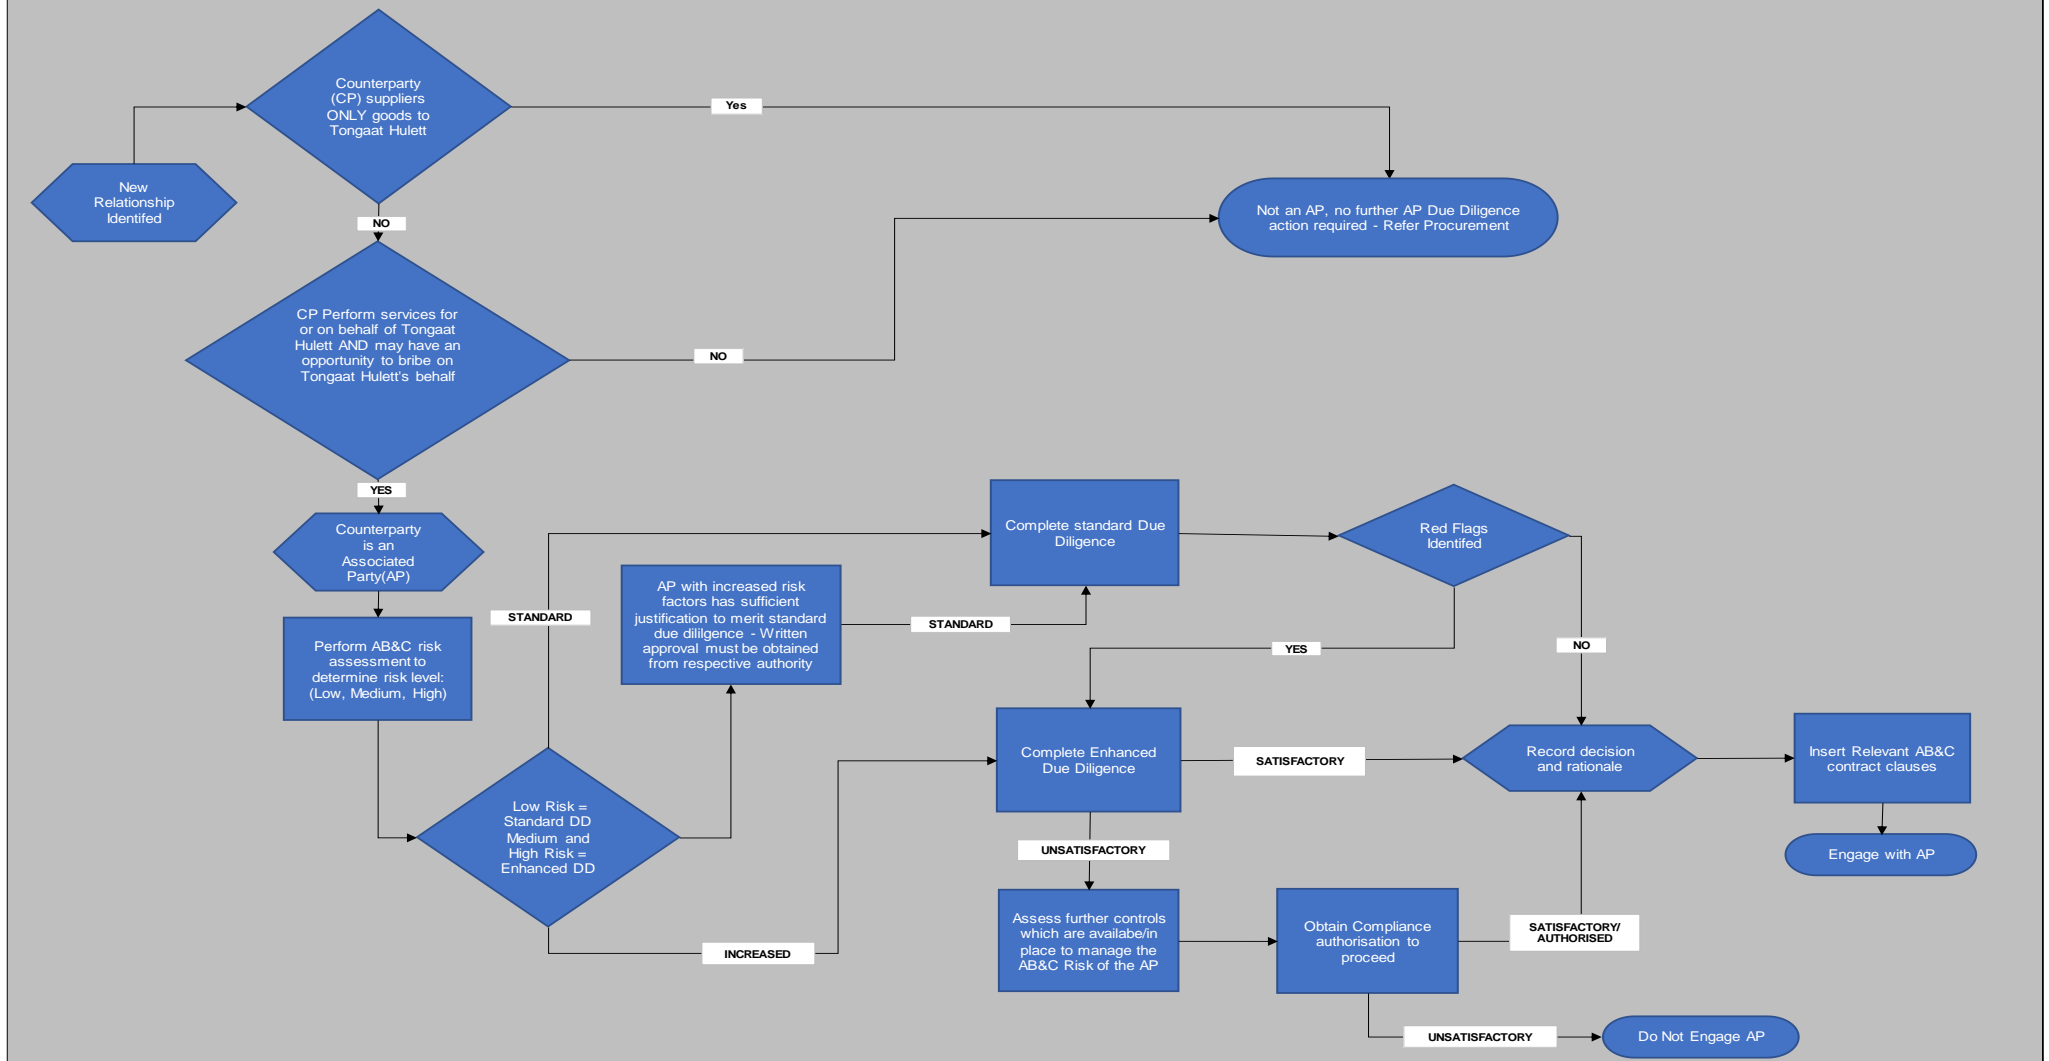 Counterparty
(CP) suppliers
ONLY goods to
Tongaat Hulett
Yes
New
Relationship
Identifed
NO
Not an AP, no further AP Due Diligence
action required - Refer Procurement
CP Perform services for
or on behalf of Tongaat
Hulett AND may have an
opportunity to bribe on
Tongaat Hulett's behalf
NO
YES
Counterparty
is an
Associated
Party(AP)
Complete standard Due
Diligence
Red Flags
Identifed
STANDARD
AP with increased risk
factors has sufficient
justification to merit standard
due dililgence - Written
approval must be obtained
from respective authority
STANDARD
YES
NO
Perform AB&C risk
assessment to
determine risk level:
(Low, Medium, High)
Complete Enhanced
Due Diligence
SATISFACTORY
Record decision
and rationale
Insert Relevant AB&C
contract clauses
Low Risk =
Standard DD
Medium and
High Risk =
Enhanced DD
UNSATISFACTORY
Engage with AP
INCREASED
Assess further controls
which are availabe/in
place to manage the
AB&C Risk of the AP
Obtain Compliance
authorisation to
proceed
SATISFACTORY/
AUTHORISED
UNSATISFACTORY
Do Not Engage AP